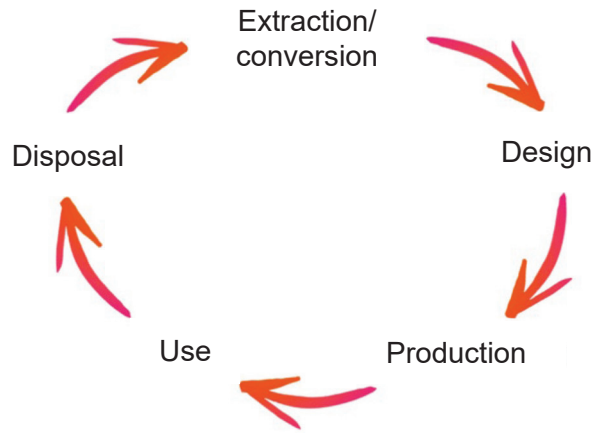 Extraction/
conversion
Design
Production
Use
Disposal